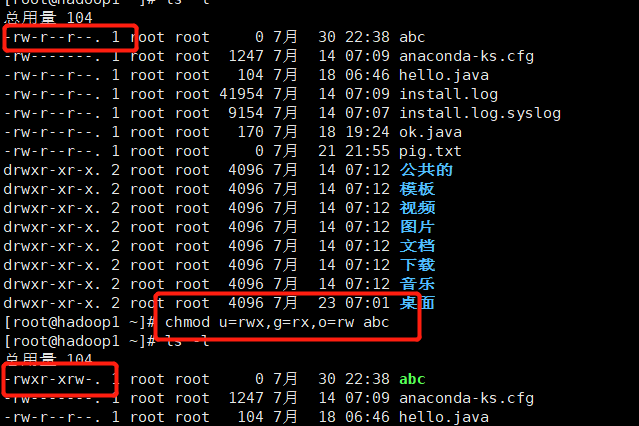 [root@hadoop1 ~]# ls -l
总用量 104
-rw-r--r--. 1 root root     0 7月  30 22:38 abc
-rw-------. 1 root root  1247 7月  14 07:09 anaconda-ks.cfg
-rw-r--r--. 1 root root   104 7月  18 06:46 hello.java
-rw-r--r--. 1 root root 41954 7月  14 07:09 install.log
-rw-r--r--. 1 root root  9154 7月  14 07:07 install.log.syslog
-rw-r--r--. 1 root root   170 7月  18 19:24 ok.java
-rw-r--r--. 1 root root     0 7月  21 21:55 pig.txt
drwxr-xr-x. 2 root root  4096 7月  14 07:12 公共的
drwxr-xr-x. 2 root root  4096 7月  14 07:12 模板
drwxr-xr-x. 2 root root  4096 7月  14 07:12 视频
drwxr-xr-x. 2 root root  4096 7月  14 07:12 图片
drwxr-xr-x. 2 root root  4096 7月  14 07:12 文档
drwxr-xr-x. 2 root root  4096 7月  14 07:12 下载
drwxr-xr-x. 2 root root  4096 7月  14 07:12 音乐
drwxr-xr-x. 2 root root  4096 7月  23 07:01 桌面
[root@hadoop1 ~]# chmod u=rwx,g=rx,o=rw abc
[root@hadoop1 ~]# ls -l
总用量 104
-rwxr-xrw-. 1 root root     0 7月  30 22:38 abc
-rw-------. 1 root root  1247 7月  14 07:09 anaconda-ks.cfg
-rw-r--r--. 1 root root   104 7月  18 06:46 hello.java